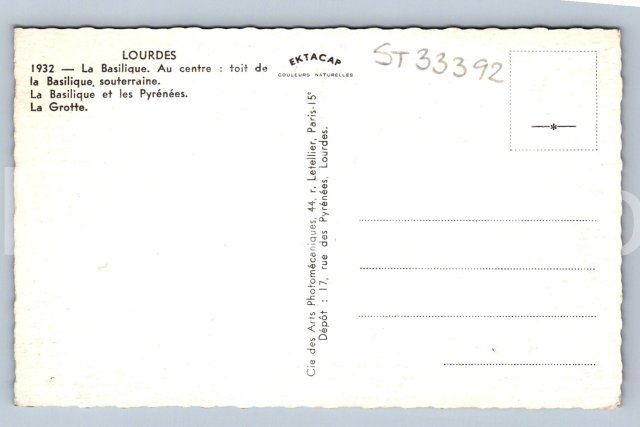 LOURDES
1932 — La Basilique. Au centre : toit de
la Basilique, souterraine.
La Basilique et les Pyrénées.
La Grotte.
EKTACAP
COULEURS NATURELLES
ST 33392
Cie des Arts Photomécaniques, 44, r. Letellier, Paris-15e
Dépôt : 17, rue des Pyrénées, Lourdes.